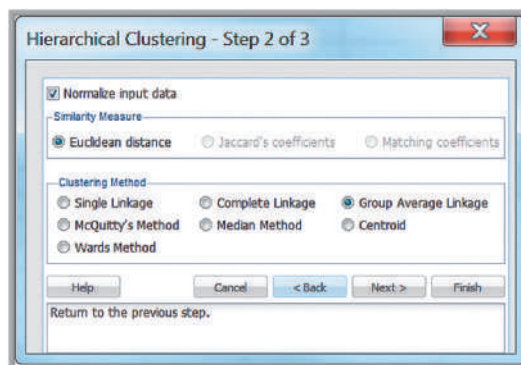 Hierarchical Clustering - Step 2 of 3
Normalize input data
Similarity Measure
Euclidean distance Jaccard's coefficients Matching coefficients
Clustering Method
Single Linkage Complete Linkage Group Average Linkage
McQuitty's Method Median Method Centroid
Wards Method
Help Cancel < Back Next > Finish
Return to the previous step.